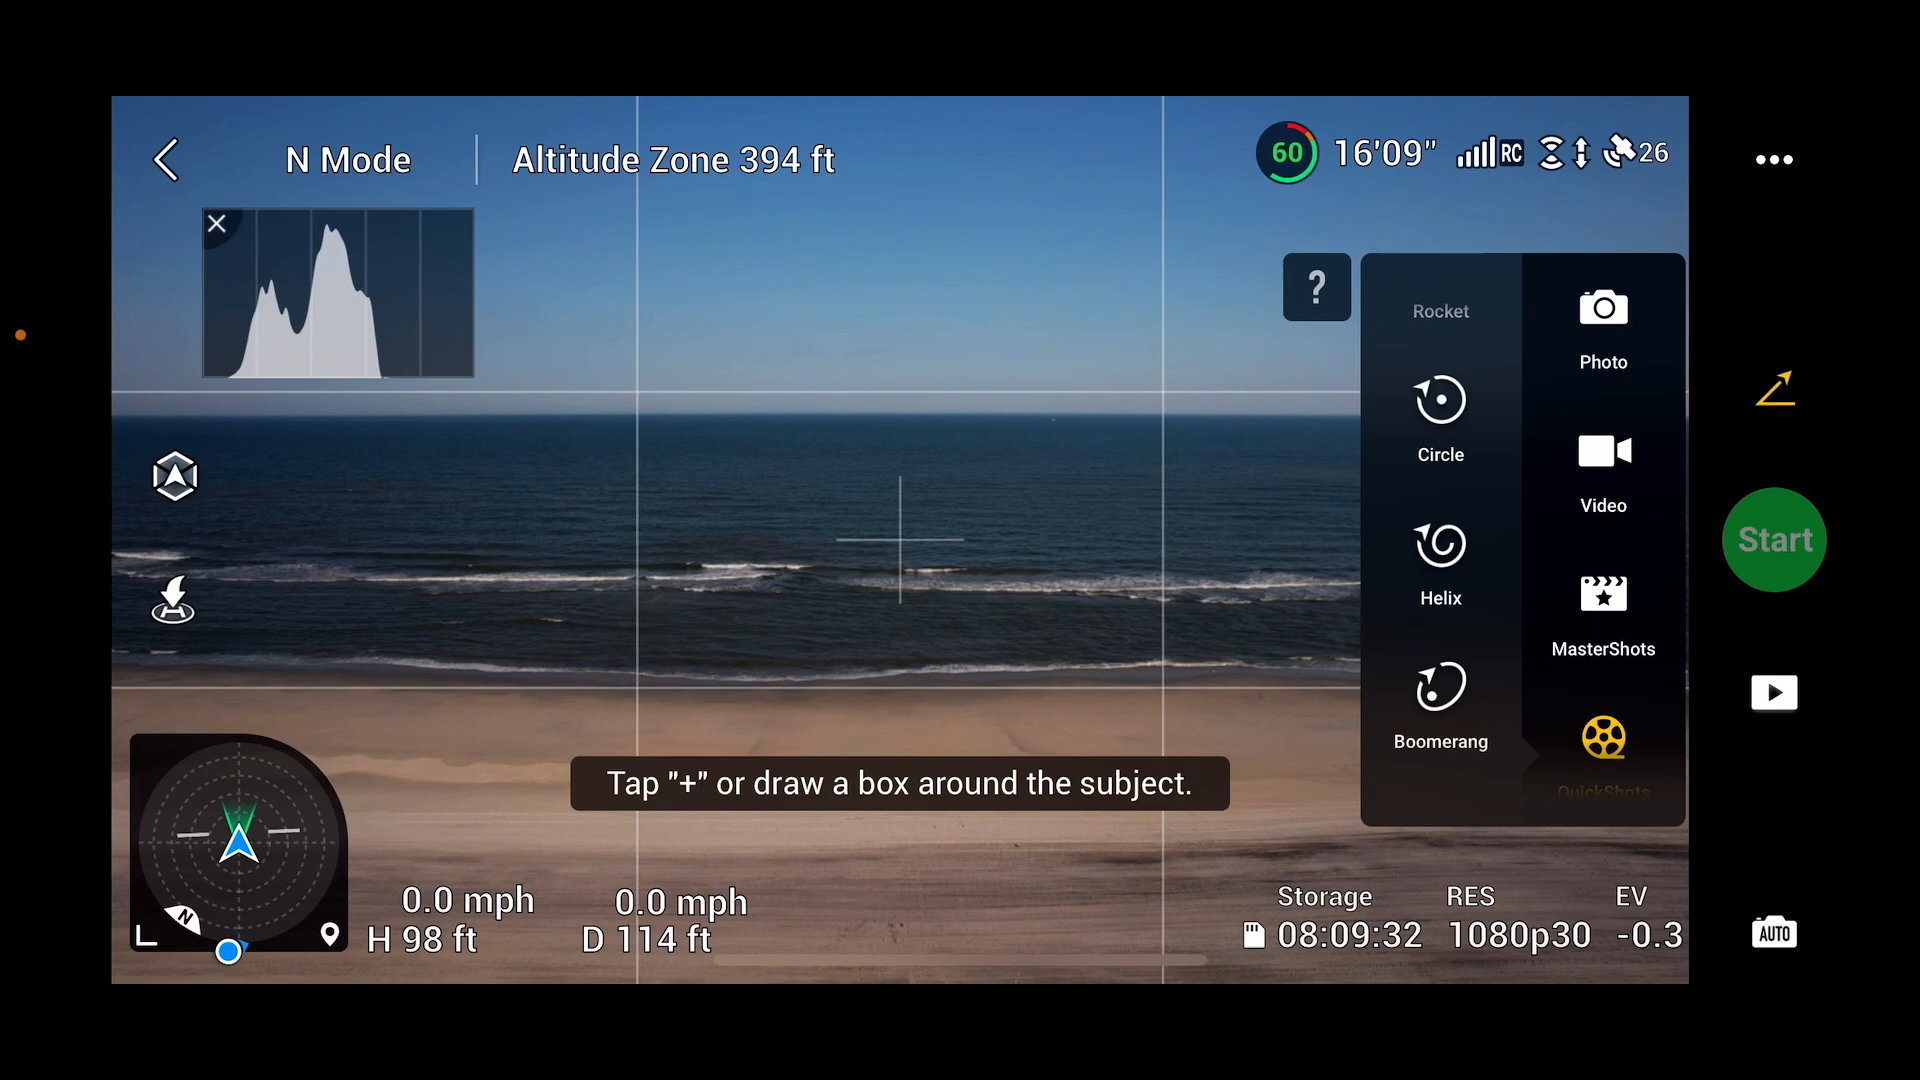 N Mode
Altitude Zone 394 ft
60
16'09"
RC
26
?
Rocket
Photo
Circle
Video
Helix
Start
MasterShots
Boomerang
QuickShots
Tap "+" or draw a box around the subject.
N
0.0 mph
0.0 mph
H 98 ft
D 114 ft
Storage
RES
EV
08:09:32
1080p30
-0.3
AUTO